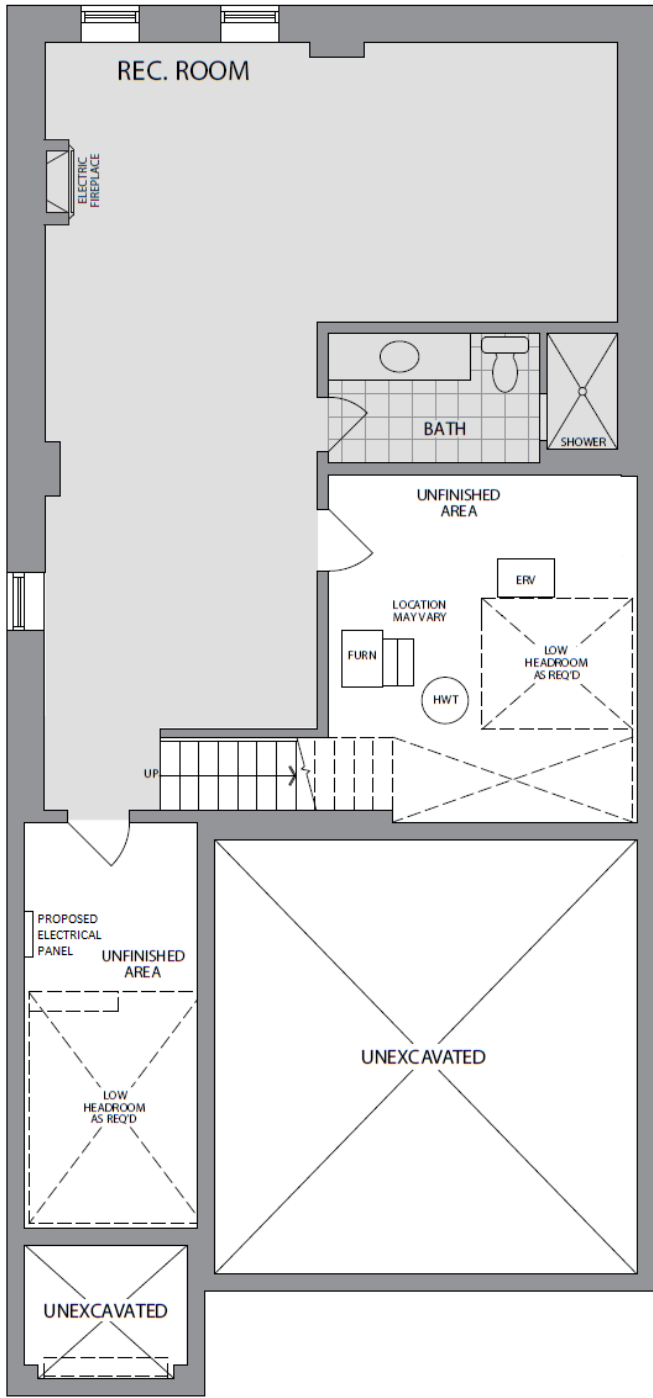 REC. ROOM
ELECTRIC
FIREPLACE
BATH
SHOWER
UNFINISHED
AREA
ERV
LOCATION
MAY VARY
FURN
LOW
HEADROOM
AS REQ'D
HWT
UP
PROPOSED
ELECTRICAL
PANEL
UNFINISHED
AREA
LOW
HEADROOM
AS REQ'D
UNEXCAVATED
UNEXCAVATED